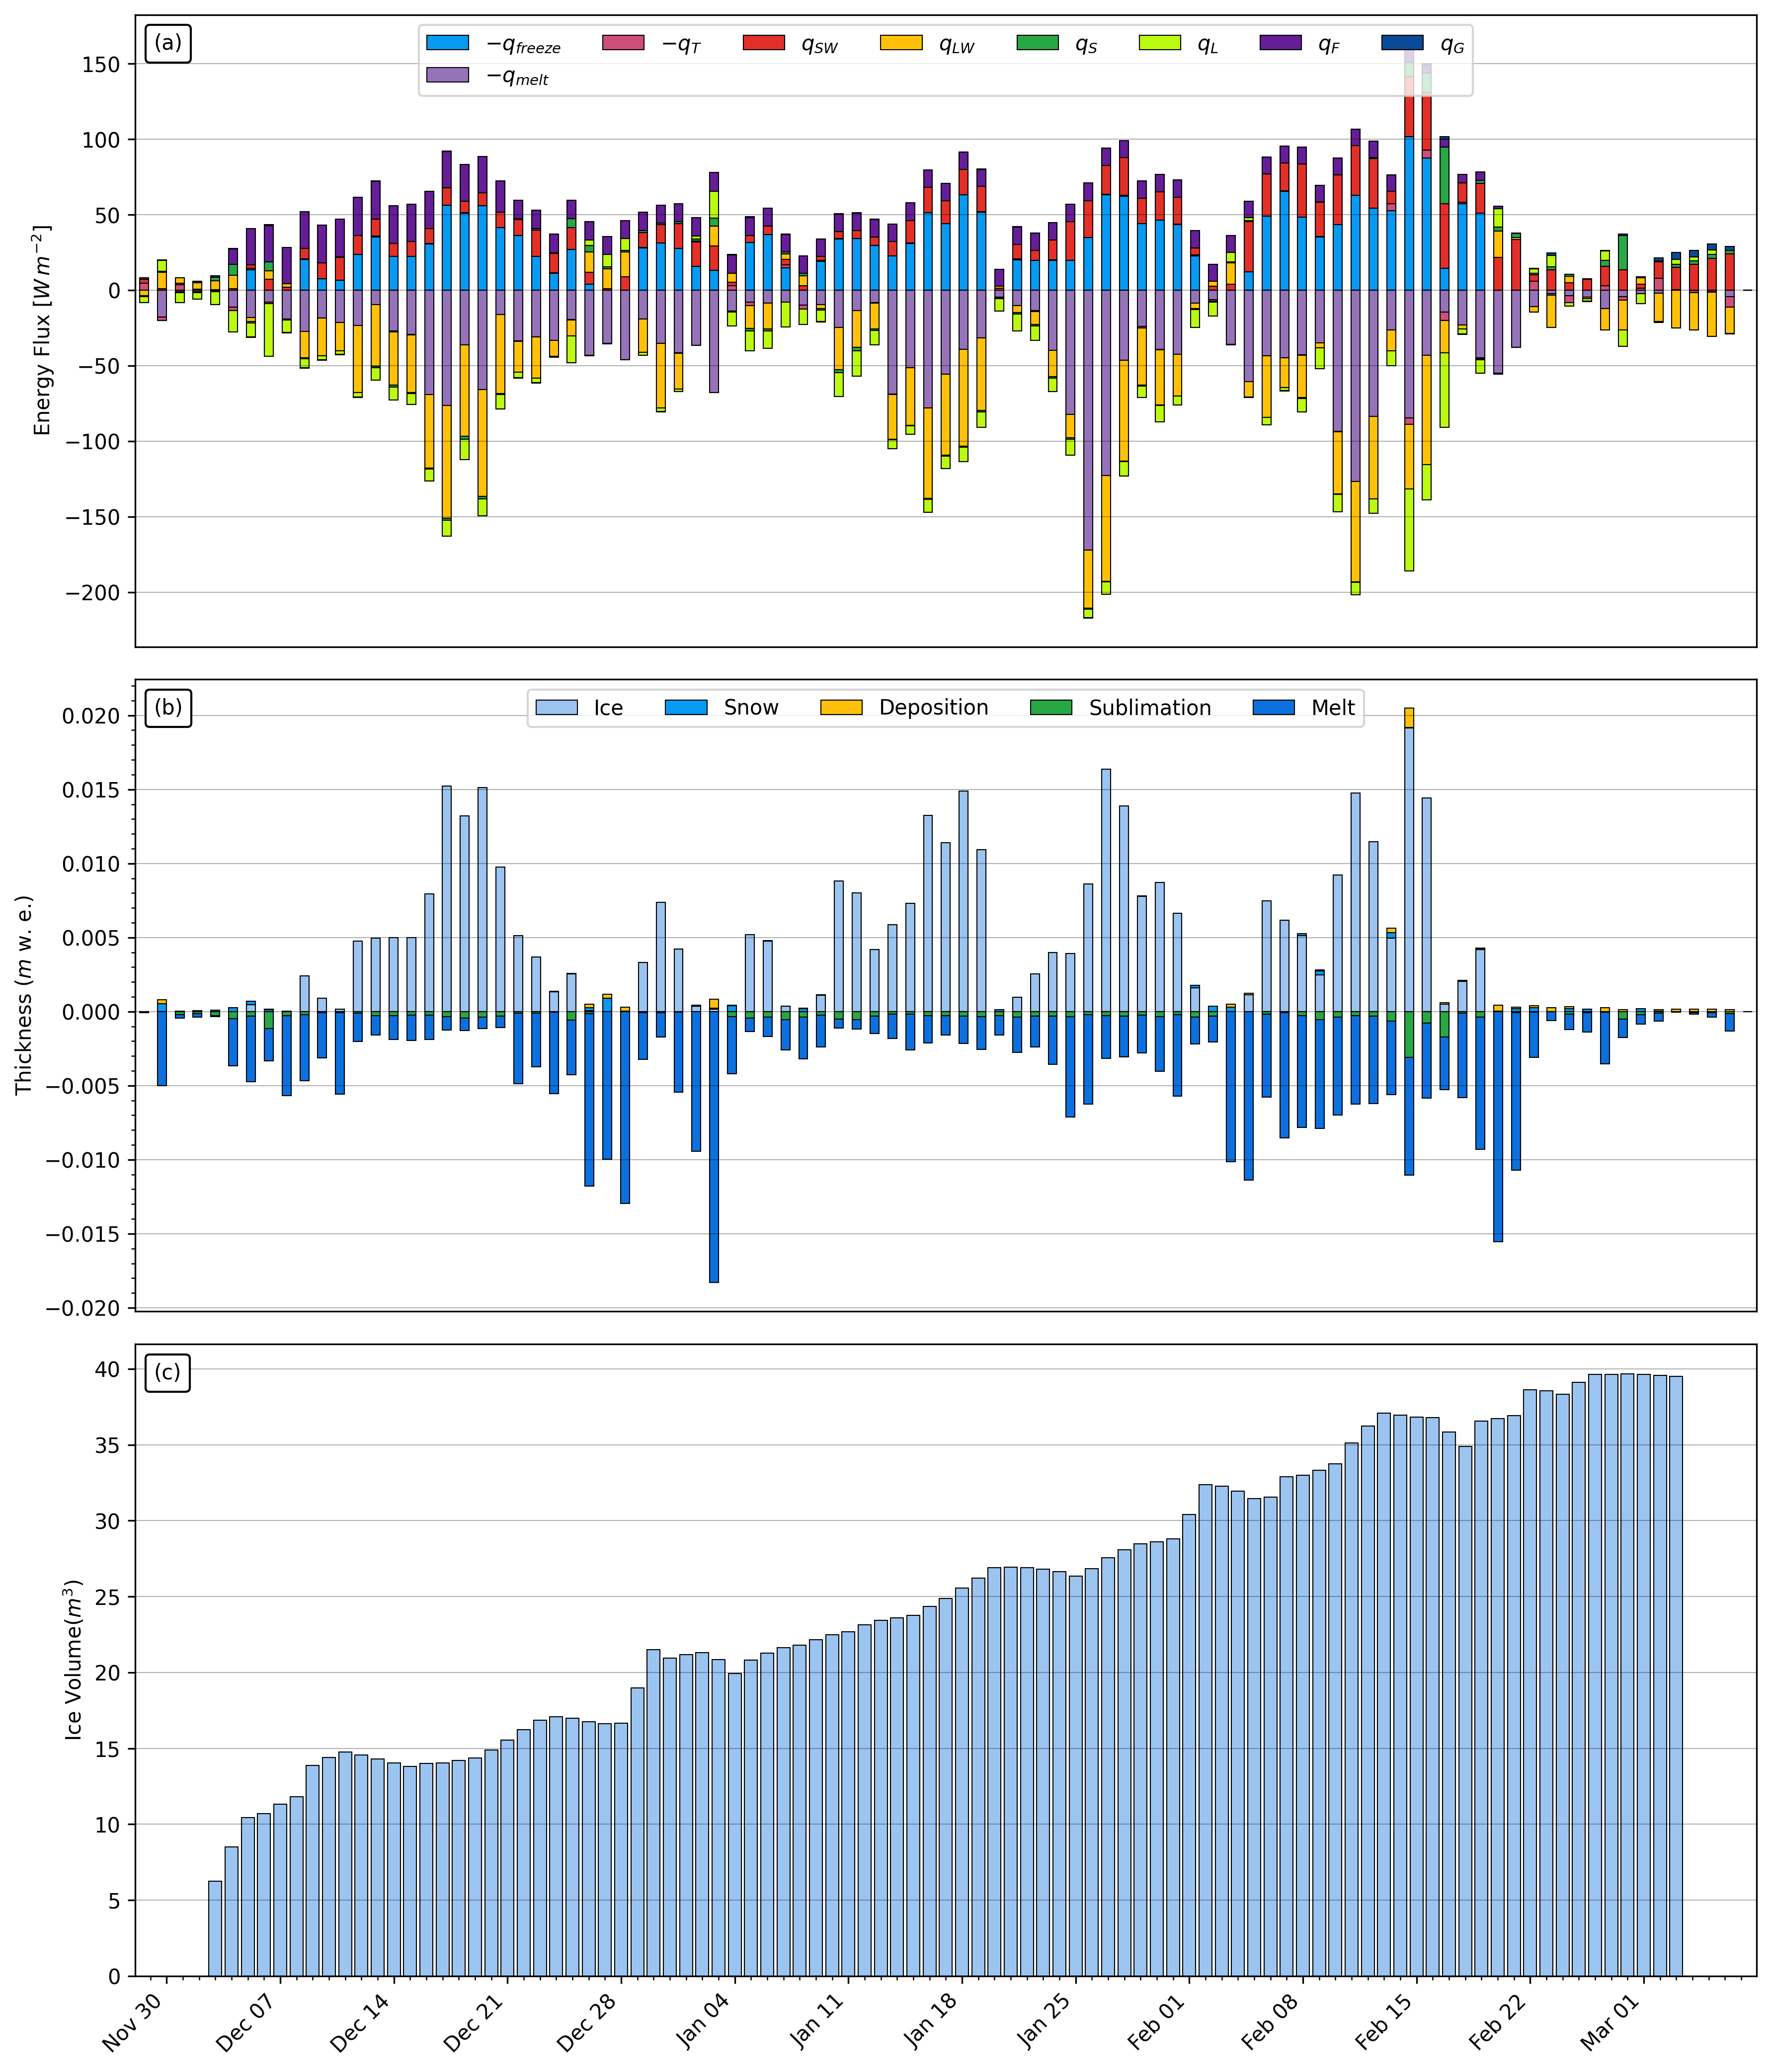 (a)
−q_freeze −q_T q_SW q_LW q_S q_L q_F q_G
−q_melt
Energy Flux [W m⁻²]
150
100
50
0
−50
−100
−150
−200
(b)
Ice Snow Deposition Sublimation Melt
Thickness (m w. e.)
0.020
0.015
0.010
0.005
0.000
−0.005
−0.010
−0.015
−0.020
(c)
Ice Volume(m³)
40
35
30
25
20
15
10
5
0
Nov 30 Dec 07 Dec 14 Dec 21 Dec 28 Jan 04 Jan 11 Jan 18 Jan 25 Feb 01 Feb 08 Feb 15 Feb 22 Mar 01